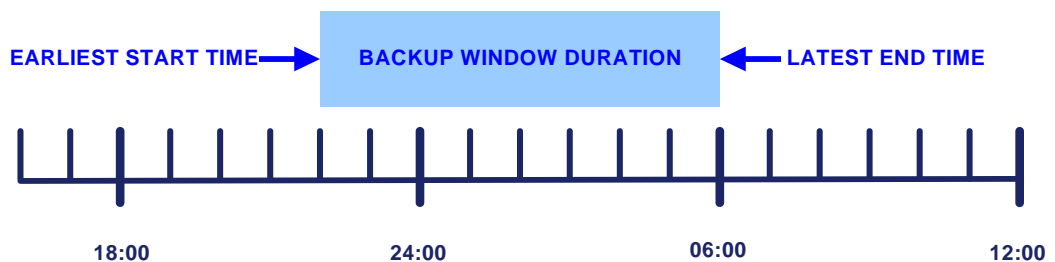 EARLIEST START TIME
BACKUP WINDOW DURATION
LATEST END TIME
18:00
24:00
06:00
12:00